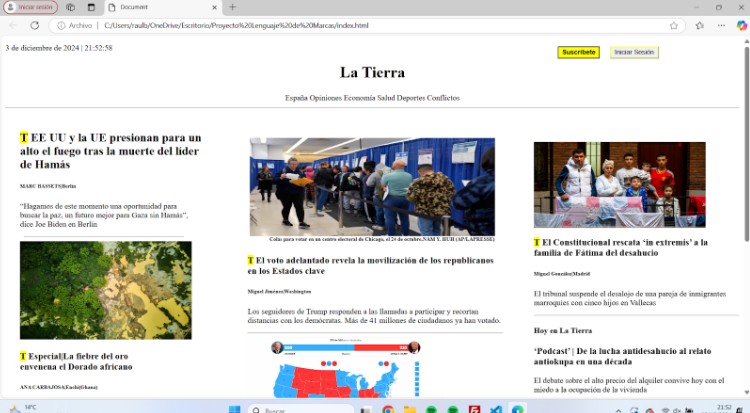 Iniciar sesión
Document
Archivo
C:/Users/raulb/OneDrive/Escritorio/Proyecto%20Lenguaje%20de%20Marcas/index.html
3 de diciembre de 2024 | 21:52:58
Suscríbete
Iniciar Sesión
La Tierra
España Opiniones Economía Salud Deportes Conflictos
T EE UU y la UE presionan para un
alto el fuego tras la muerte del líder
de Hamás
MARC BASSETS|Berlín
“Hagamos de este momento una oportunidad para
buscar la paz, un futuro mejor para Gaza sin Hamás”,
dice Joe Biden en Berlín
T Especial|La fiebre del oro
envenena el Dorado africano
ANA CARBAJOSA|Enchi(Ghana)
Colas para votar en un centro electoral de Chicago, el 24 de octubre.NAM Y. HUH (AP/LAPRESSE)
T El voto adelantado revela la movilización de los republicanos
en los Estados clave
Miguel Jiménez|Washington
Los seguidores de Trump responden a las llamadas a participar y recortan
distancias con los demócratas. Más de 41 millones de ciudadanos ya han votado.
T El Constitucional rescata ‘in extremis’ a la
familia de Fátima del desahucio
Miguel González|Madrid
El tribunal suspende el desalojo de una pareja de inmigrantes
marroquíes con cinco hijos en Vallecas
Hoy en La Tierra
‘Podcast’ | De la lucha antidesahucio al relato
antiokupa en una década
El debate sobre el alto precio del alquiler convive hoy con el
miedo a la ocupación de la vivienda
14°C
Buscar
21:52